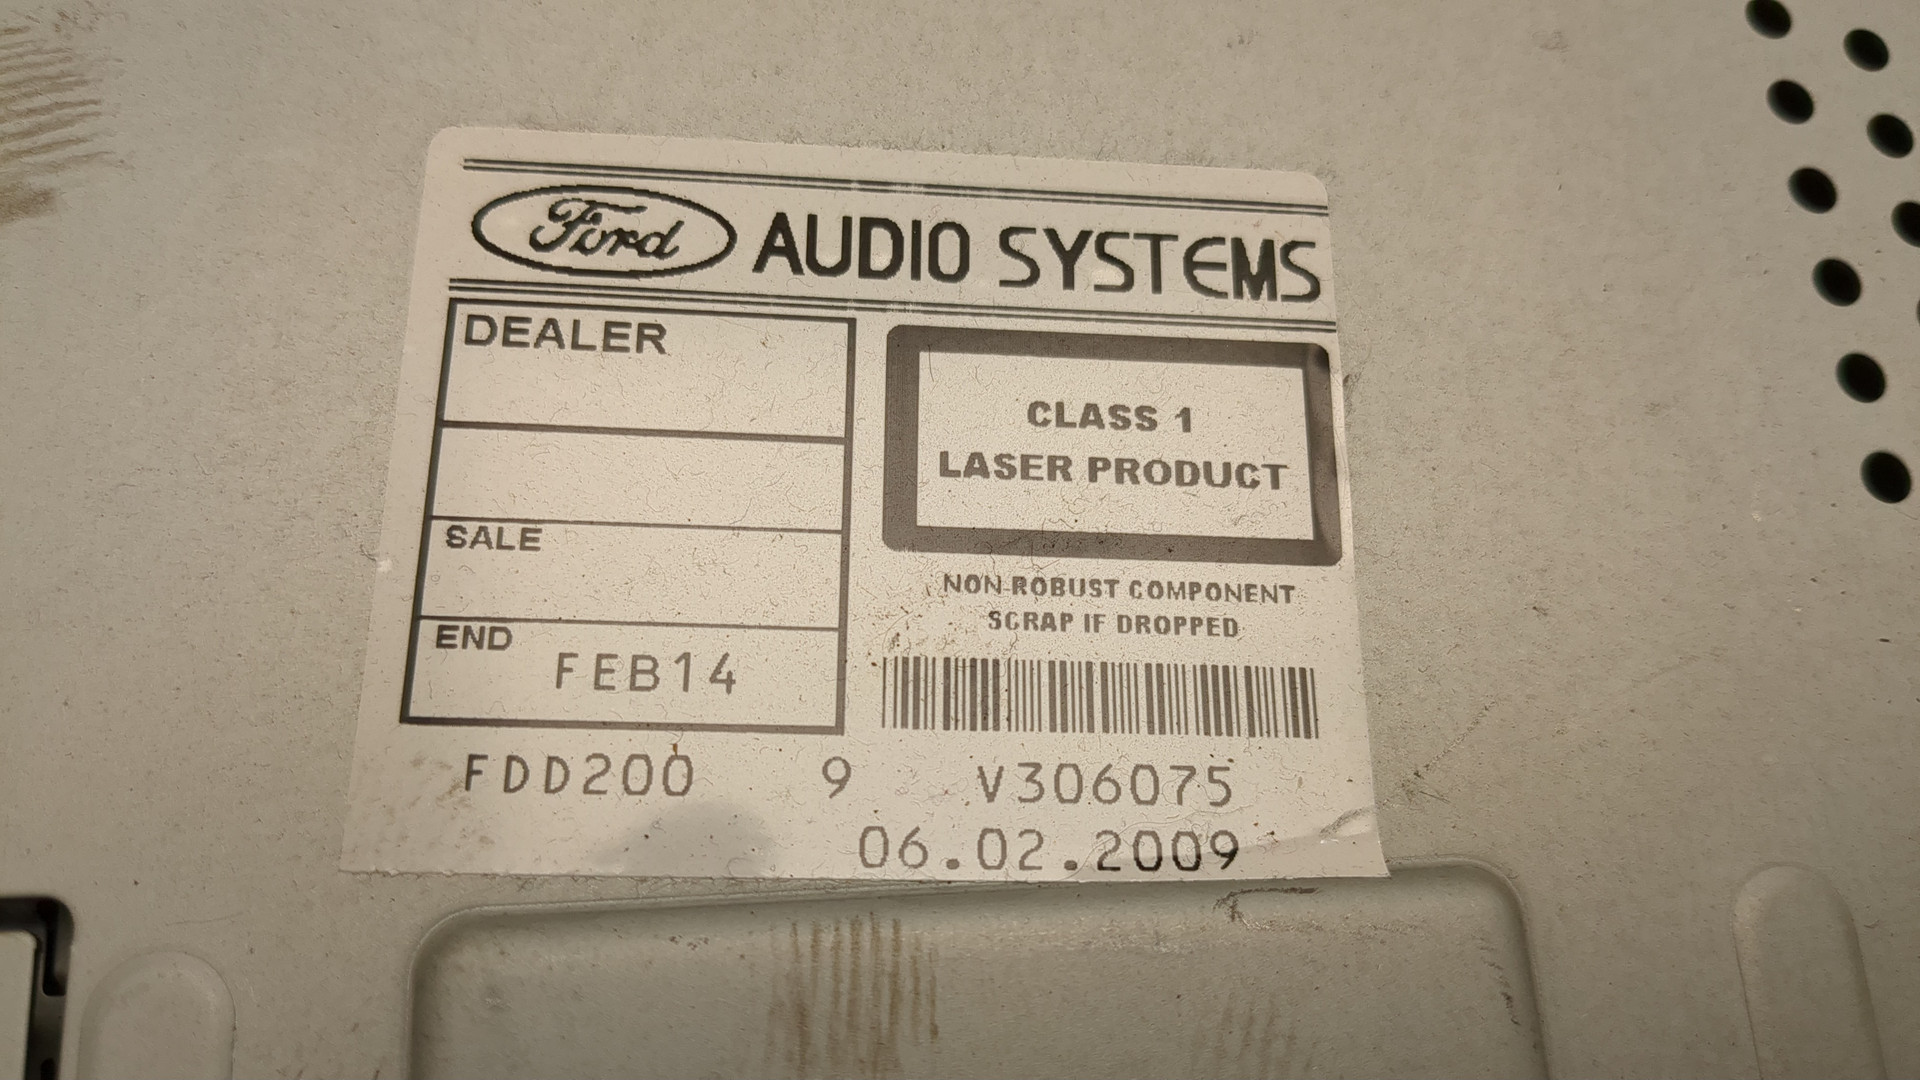 Ford AUDIO SYSTEMS
DEALER
SALE
END
FEB14
CLASS 1
LASER PRODUCT
NON-ROBUST COMPONENT
SCRAP IF DROPPED
FDD200 9 V306075
06.02.2009